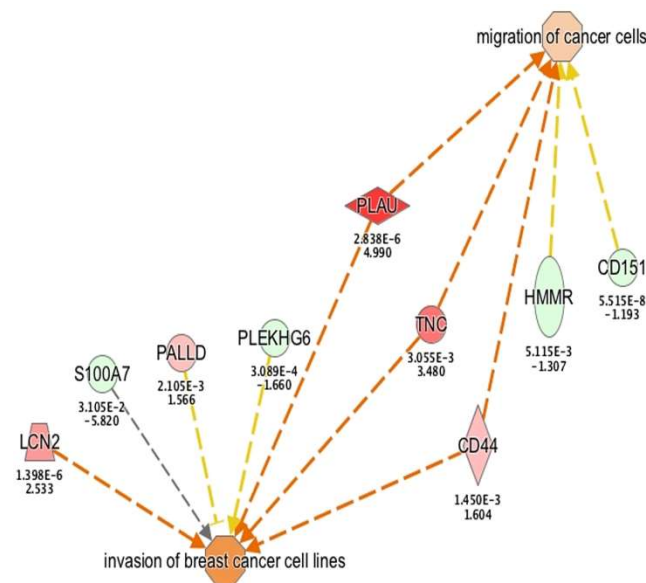 migration of cancer cells
PLAU
2.838E-6
4.990
CD151
5.515E-8
-1.193
HMMR
5.115E-3
-1.307
TNC
3.055E-3
3.480
PLEKHG6
3.089E-4
-1.660
PALLD
2.105E-3
1.566
S100A7
3.105E-2
-5.820
LCN2
1.398E-6
2.533
CD44
1.450E-3
1.604
invasion of breast cancer cell lines